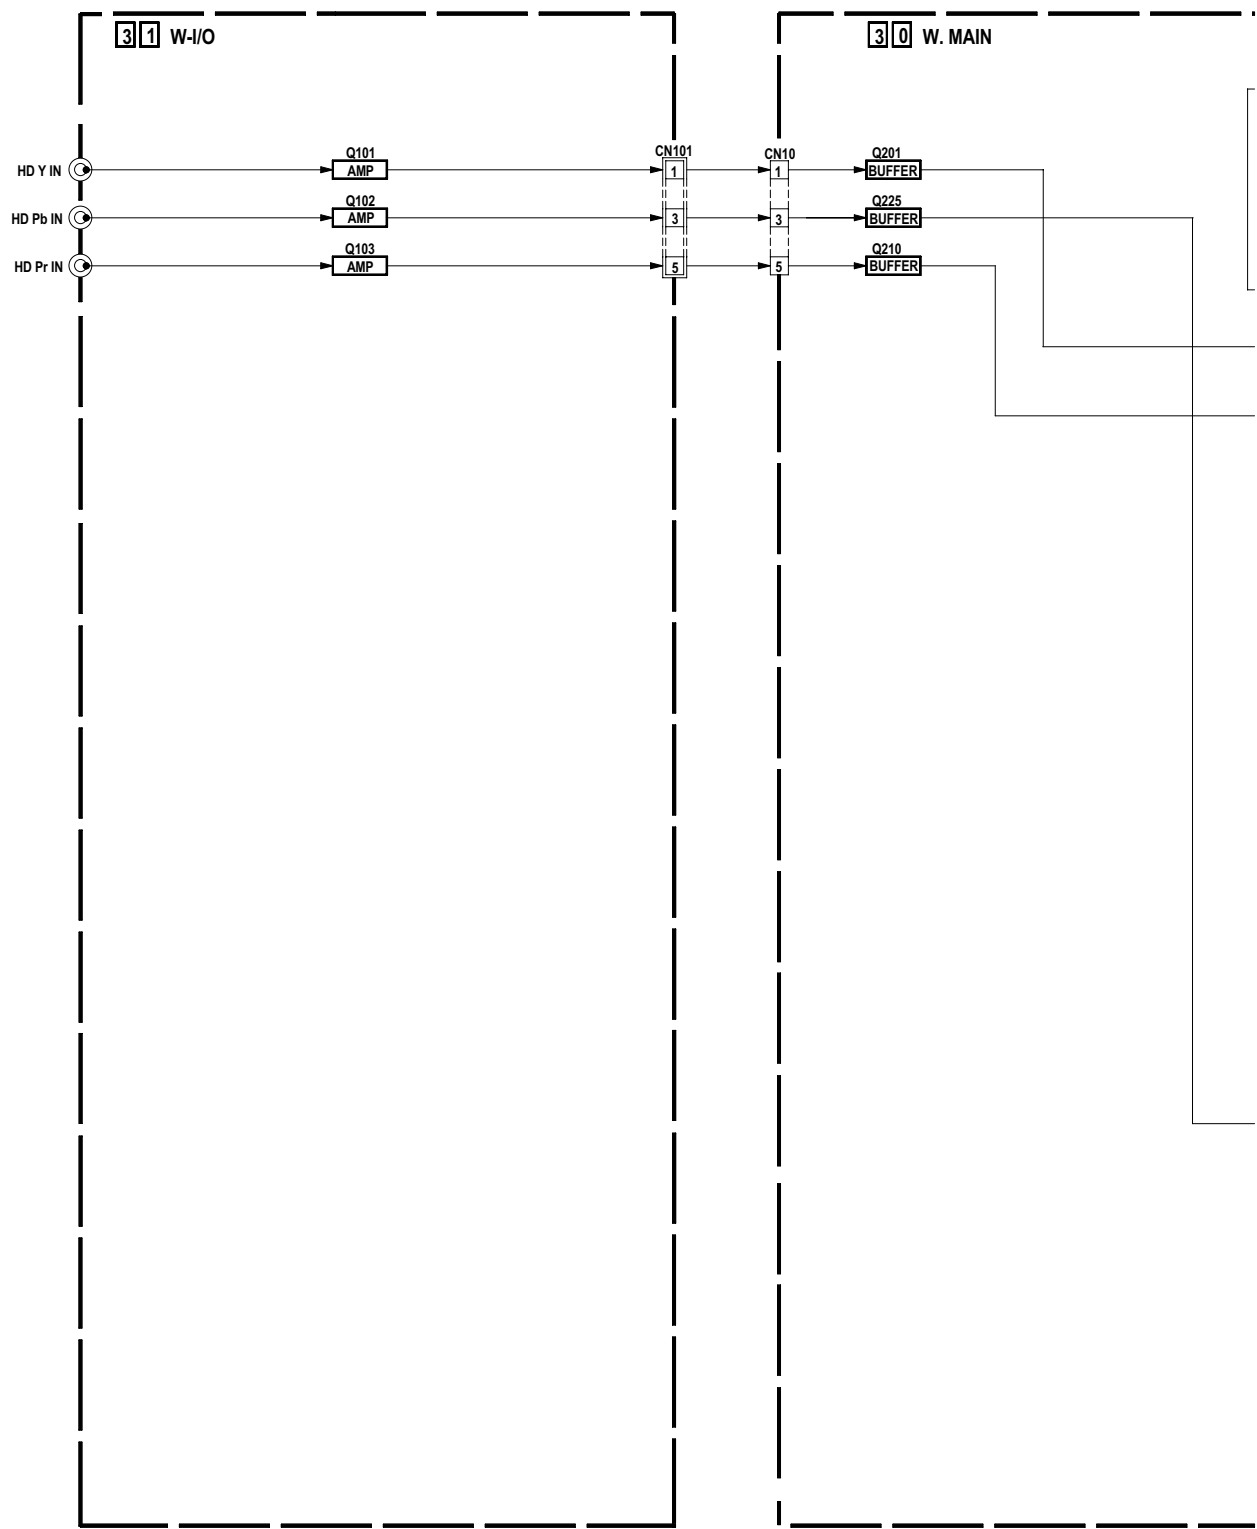 3 1 W-I/O
3 0 W. MAIN
Q101
CN101
CN10
Q201
HD Y IN
AMP
1
1
BUFFER
Q102
Q225
HD Pb IN
AMP
3
3
BUFFER
Q103
Q210
HD Pr IN
AMP
5
5
BUFFER